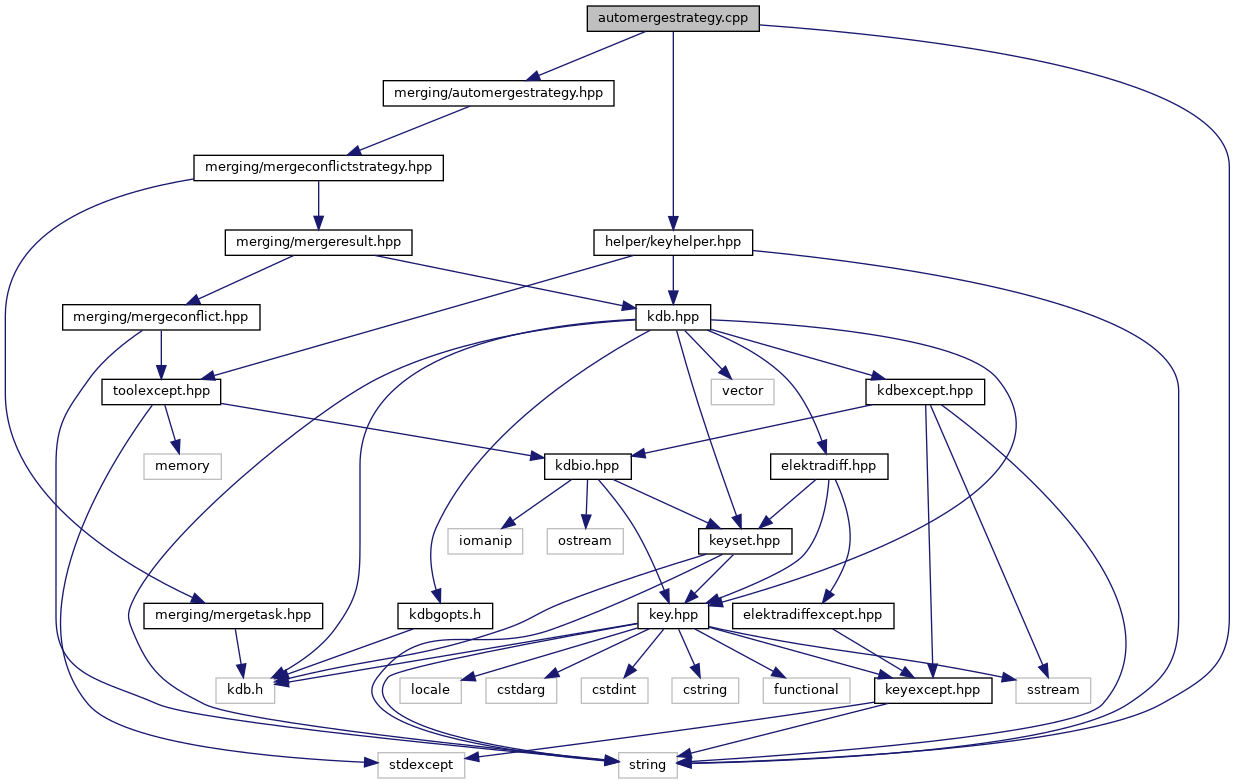 automergestrategy.cpp
merging/automergestrategy.hpp
merging/mergeconflictstrategy.hpp
merging/mergeresult.hpp
helper/keyhelper.hpp
merging/mergeconflict.hpp
kdb.hpp
toolexcept.hpp
vector
kdbexcept.hpp
memory
kdbio.hpp
elektradiff.hpp
iomanip
ostream
keyset.hpp
merging/mergetask.hpp
kdbgopts.h
key.hpp
elektradiffexcept.hpp
kdb.h
locale
cstdarg
cstdint
cstring
functional
keyexcept.hpp
sstream
stdexcept
string